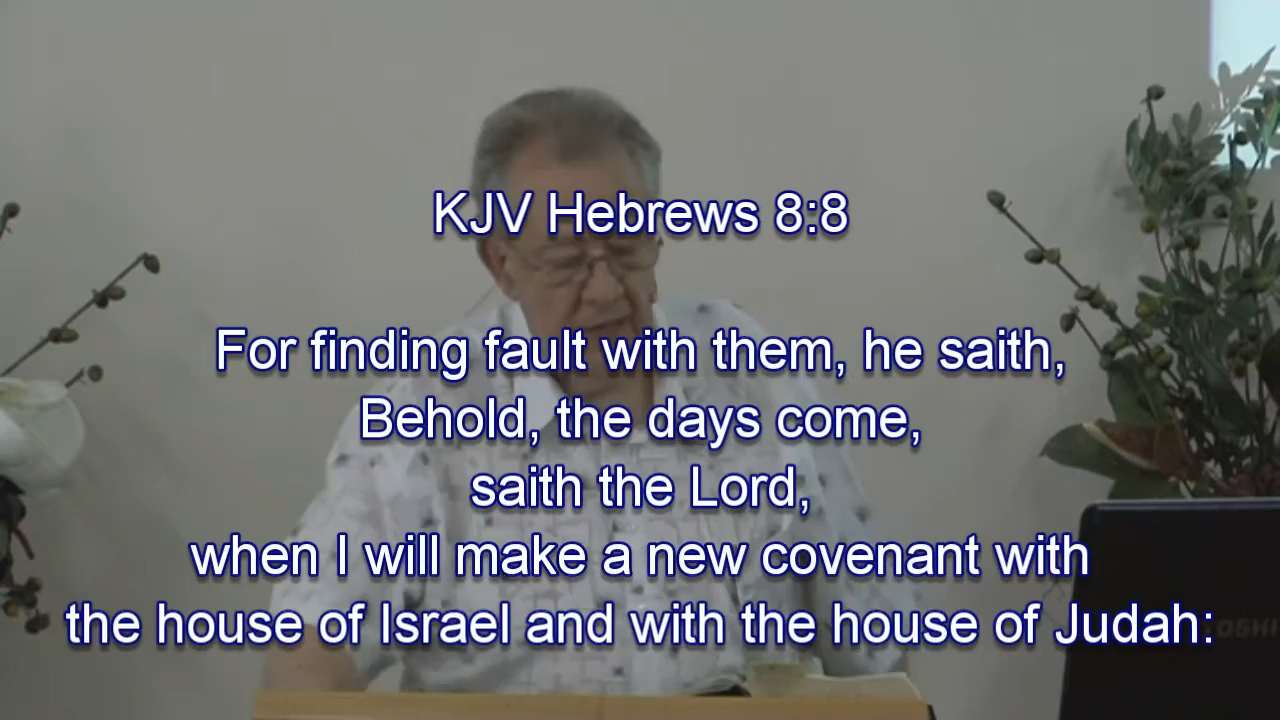 KJV Hebrews 8:8
For finding fault with them, he saith,
Behold, the days come,
saith the Lord,
when I will make a new covenant with
the house of Israel and with the house of Judah: